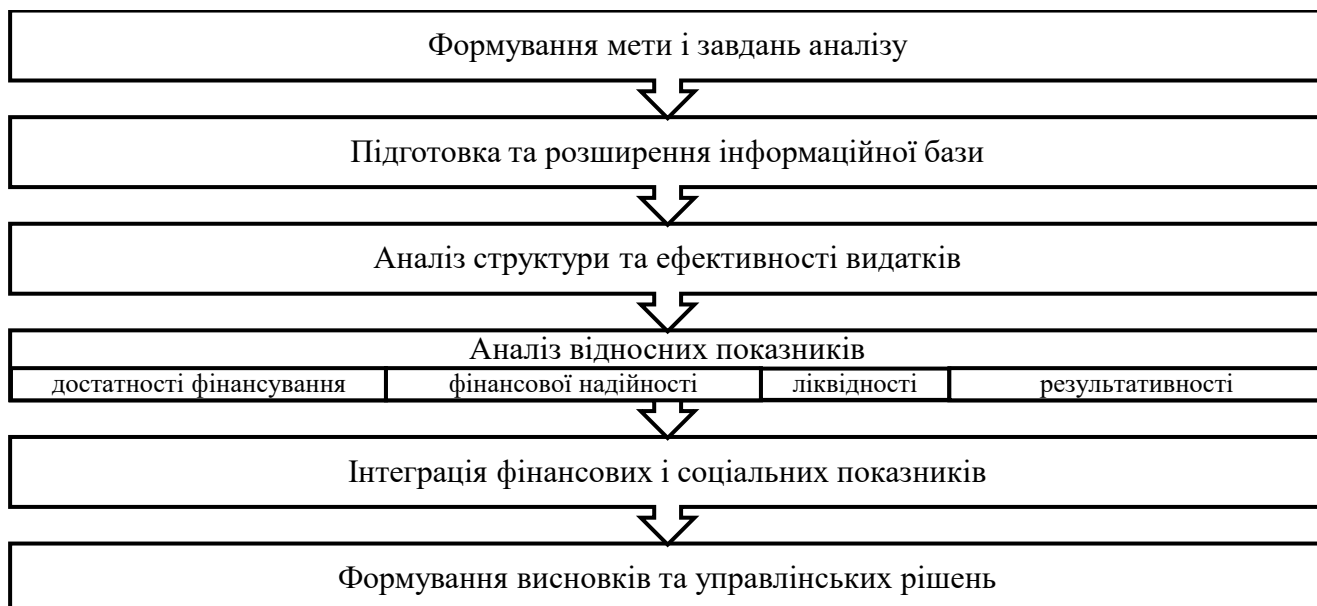 Формування мети і завдань аналізу
Підготовка та розширення інформаційної бази
Аналіз структури та ефективності видатків
Аналіз відносних показників
достатності фінансування фінансової надійності ліквідності результативності
Інтеграція фінансових і соціальних показників
Формування висновків та управлінських рішень